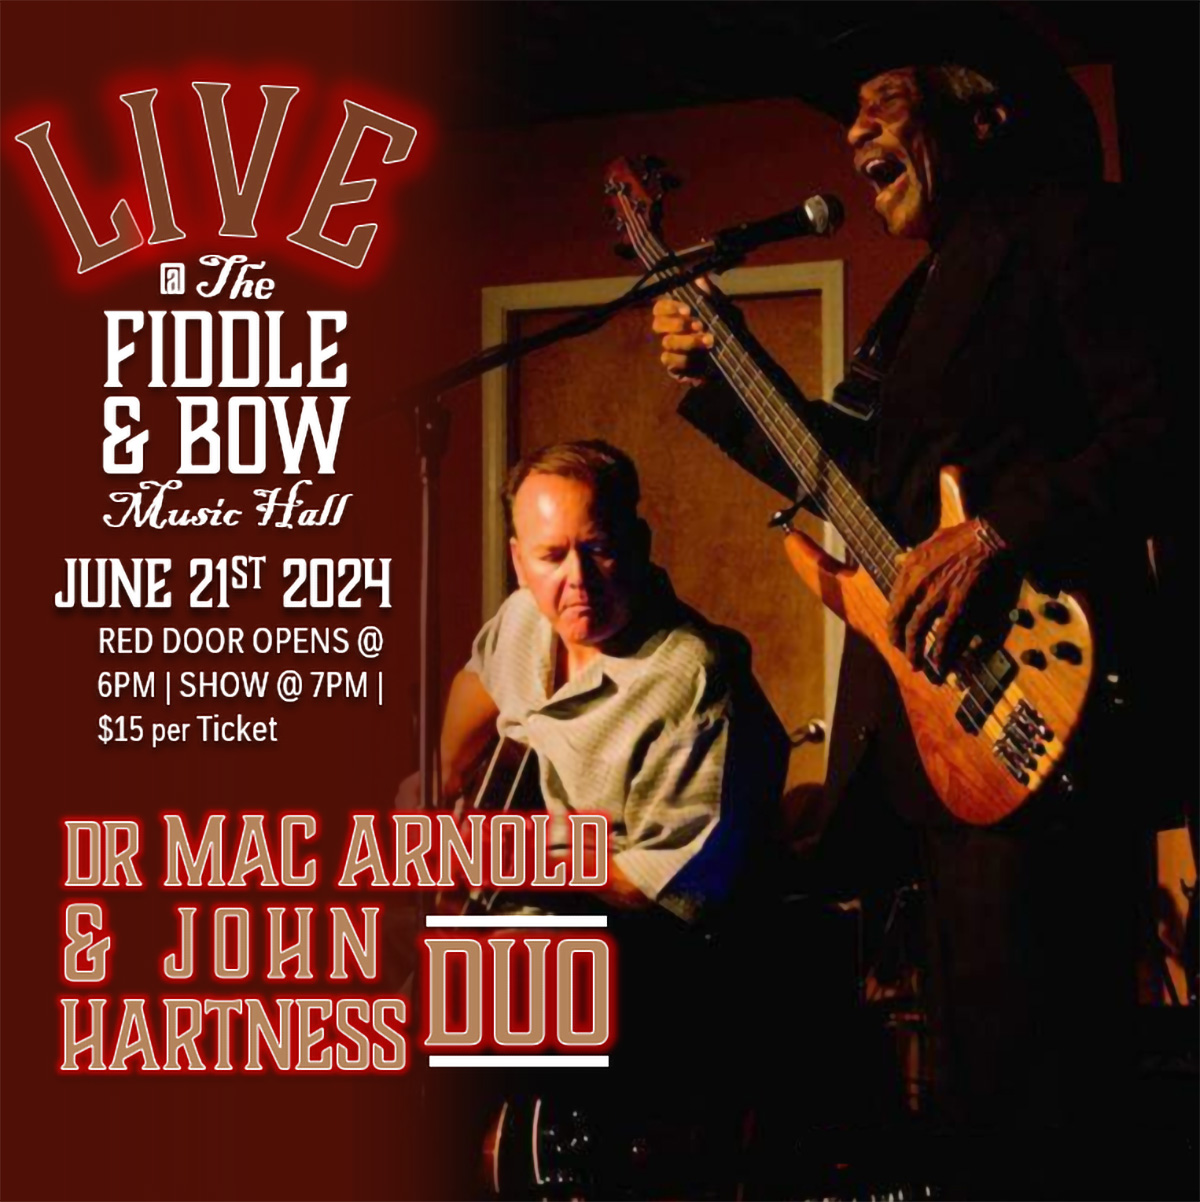 LIVE
@ The
FIDDLE
& BOW
Music Hall
JUNE 21ST 2024
RED DOOR OPENS @
6PM | SHOW @ 7PM |
$15 per Ticket
DR MAC ARNOLD
& JOHN
HARTNESS
DUO